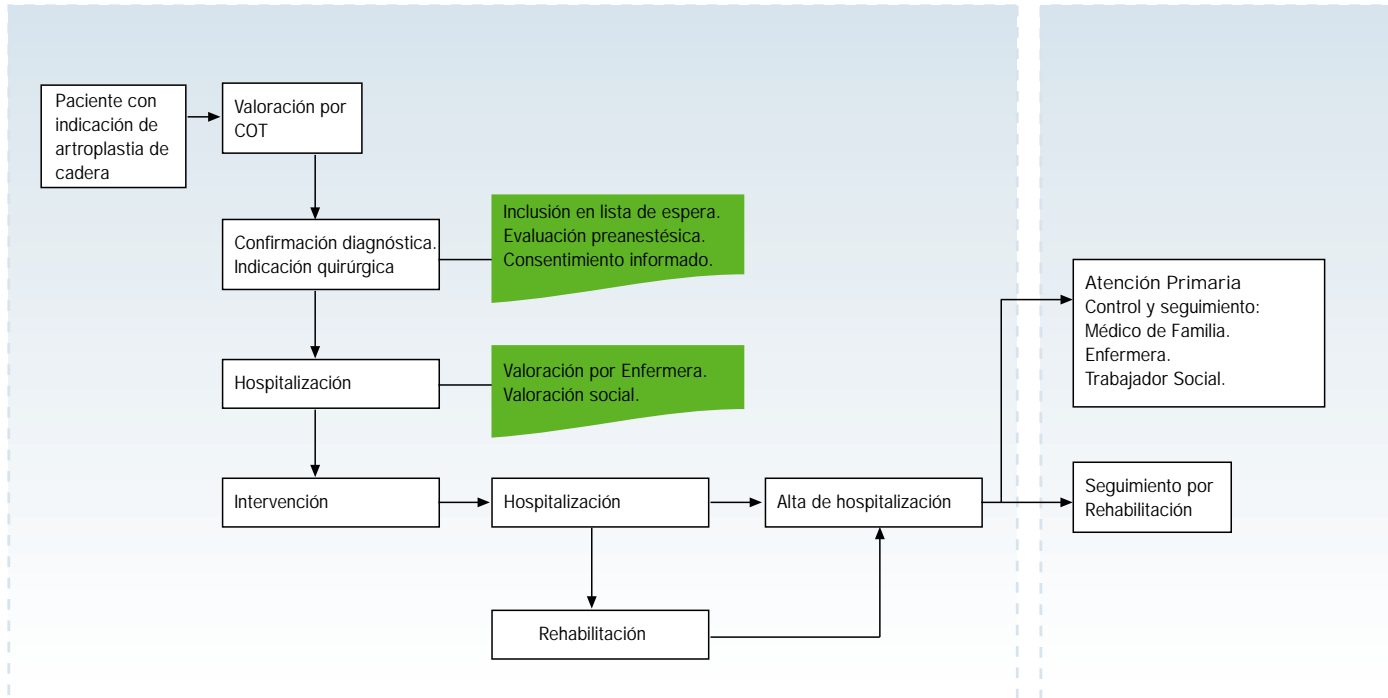 Paciente con
indicación de
artroplastia de
cadera
Valoración por
COT
Confirmación diagnóstica.
Indicación quirúrgica
Inclusión en lista de espera.
Evaluación preanestésica.
Consentimiento informado.
Hospitalización
Valoración por Enfermera.
Valoración social.
Intervención
Hospitalización
Alta de hospitalización
Rehabilitación
Atención Primaria
Control y seguimiento:
Médico de Familia.
Enfermera.
Trabajador Social.
Seguimiento por
Rehabilitación